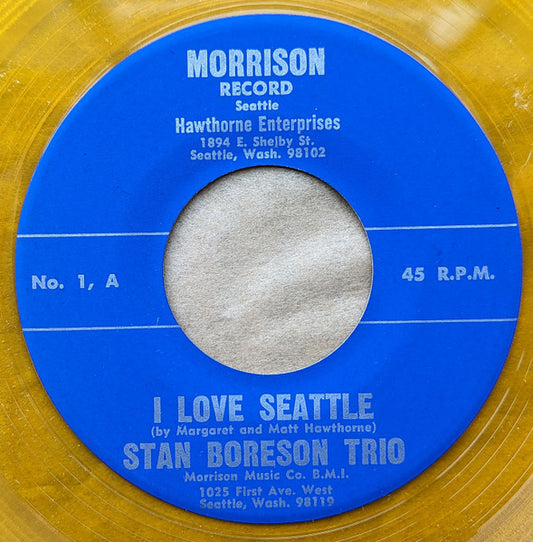 MORRISON
RECORD
Seattle
Hawthorne Enterprises
1894 E. Shelby St.
Seattle, Wash. 98102
No. 1, A
45 R.P.M.
I LOVE SEATTLE
(by Margaret and Matt Hawthorne)
STAN BORESON TRIO
Morrison Music Co. B.M.I.
1025 First Ave. West
Seattle, Wash. 98119